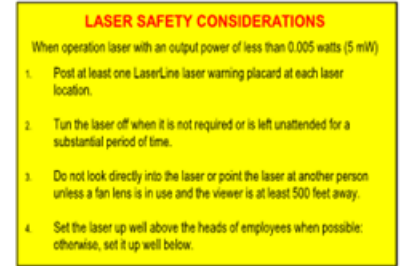 LASER SAFETY CONSIDERATIONS
When operation laser with an output power of less than 0.005 watts (5 mW)
1. Post at least one LaserLine laser warning placard at each laser
location.
2. Tun the laser off when it is not required or is left unattended for a
substantial period of time.
3. Do not look directly into the laser or point the laser at another person
unless a fan lens is in use and the viewer is at least 500 feet away.
4. Set the laser up well above the heads of employees when possible:
otherwise, set it up well below.